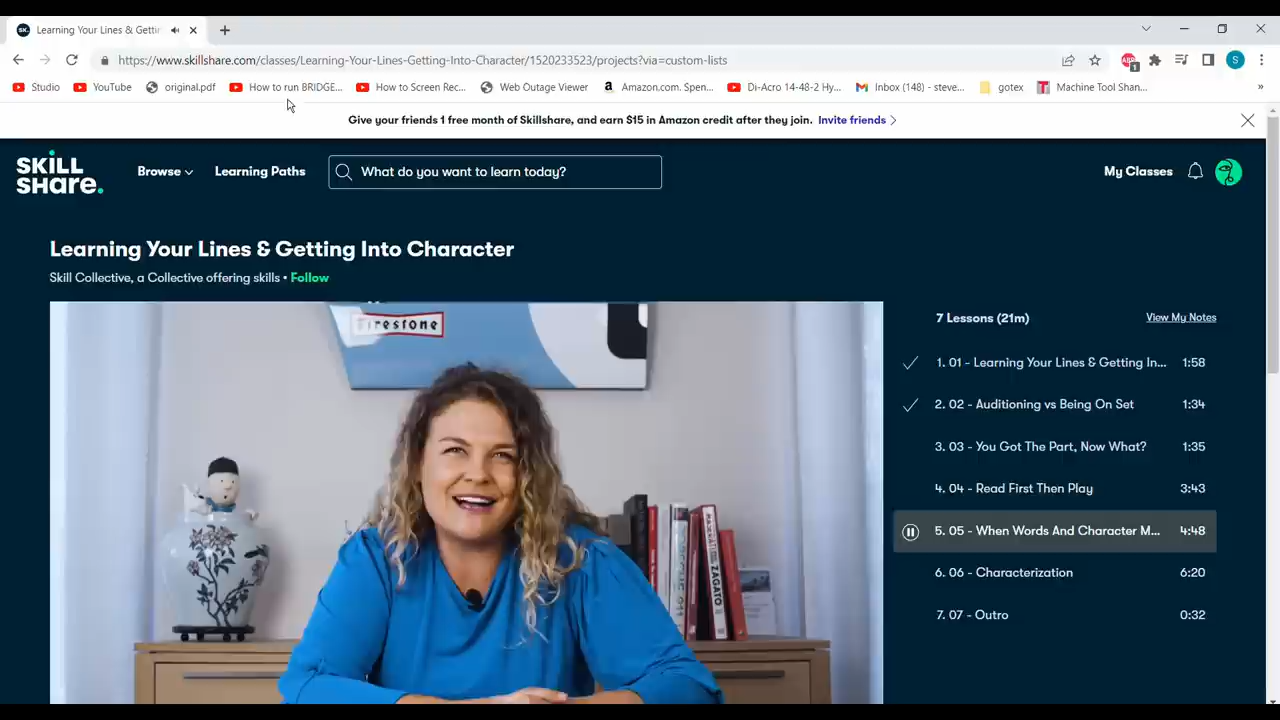 Learning Your Lines & Gettin
https://www.skillshare.com/classes/Learning-Your-Lines-Getting-Into-Character/1520233523/projects?via=custom-lists
1
S
Studio YouTube original.pdf How to run BRIDGE... How to Screen Rec... Web Outage Viewer Amazon.com. Spen... Di-Acro 14-48-2 Hy... Inbox (148) - steve... gotex Machine Tool Shan... »
Give your friends 1 free month of Skillshare, and earn $15 in Amazon credit after they join. Invite friends
SKILL
SHARE.
Browse Learning Paths What do you want to learn today? My Classes
Learning Your Lines & Getting Into Character
Skill Collective, a Collective offering skills • Follow
Firestone
ZAGATO
7 Lessons (21m) View My Notes
1. 01 - Learning Your Lines & Getting In... 1:58
2. 02 - Auditioning vs Being On Set 1:34
3. 03 - You Got The Part, Now What? 1:35
4. 04 - Read First Then Play 3:43
5. 05 - When Words And Character M... 4:48
6. 06 - Characterization 6:20
7. 07 - Outro 0:32